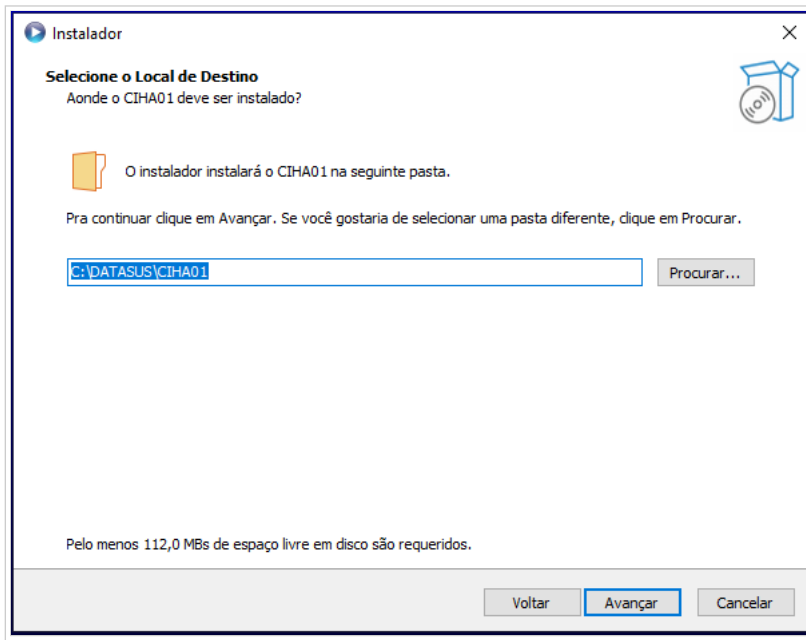 Instalador
Selecione o Local de Destino
Aonde o CIHA01 deve ser instalado?
O instalador instalará o CIHA01 na seguinte pasta.
Pra continuar clique em Avançar. Se você gostaria de selecionar uma pasta diferente, clique em Procurar.
C:\DATASUS\CIHA01
Procurar...
Pelo menos 112,0 MBs de espaço livre em disco são requeridos.
Voltar Avançar Cancelar